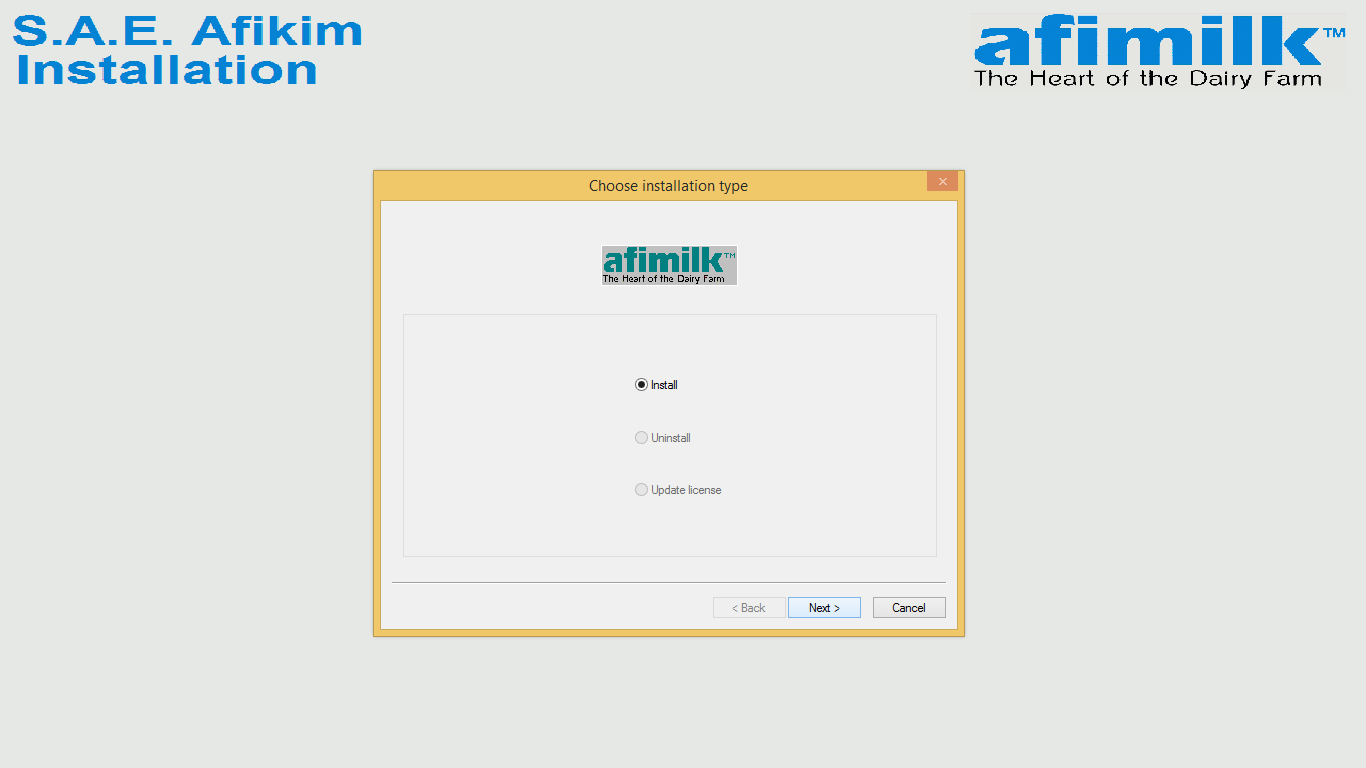 S.A.E. Afikim
Installation
afimilk™
The Heart of the Dairy Farm
Choose installation type
afimilk™
The Heart of the Dairy Farm
Install
Uninstall
Update license
< Back
Next >
Cancel